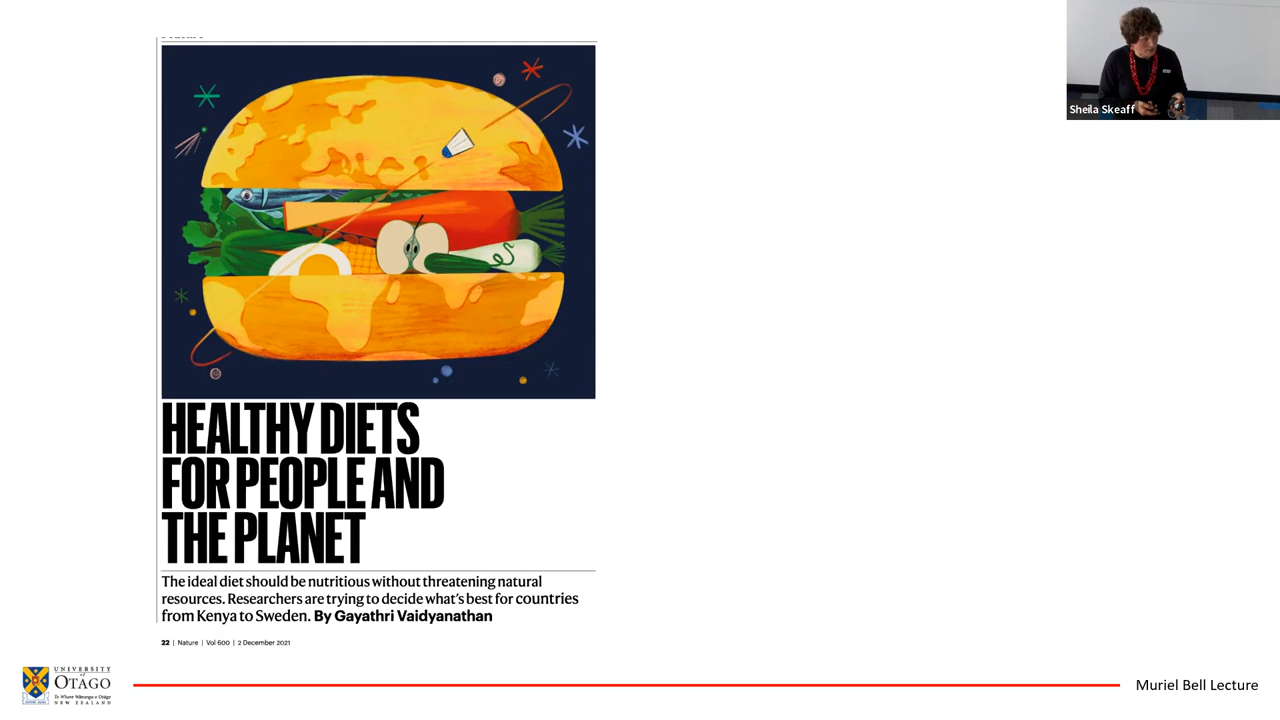 Sheila Skeaff
HEALTHY DIETS
FOR PEOPLE AND
THE PLANET
The ideal diet should be nutritious without threatening natural
resources. Researchers are trying to decide what's best for countries
from Kenya to Sweden. By Gayathri Vaidyanathan
22 | Nature | Vol 600 | 2 December 2021
UNIVERSITY
of
OTAGO
Te Whare Wānanga o Otāgo
NEW ZEALAND
Muriel Bell Lecture